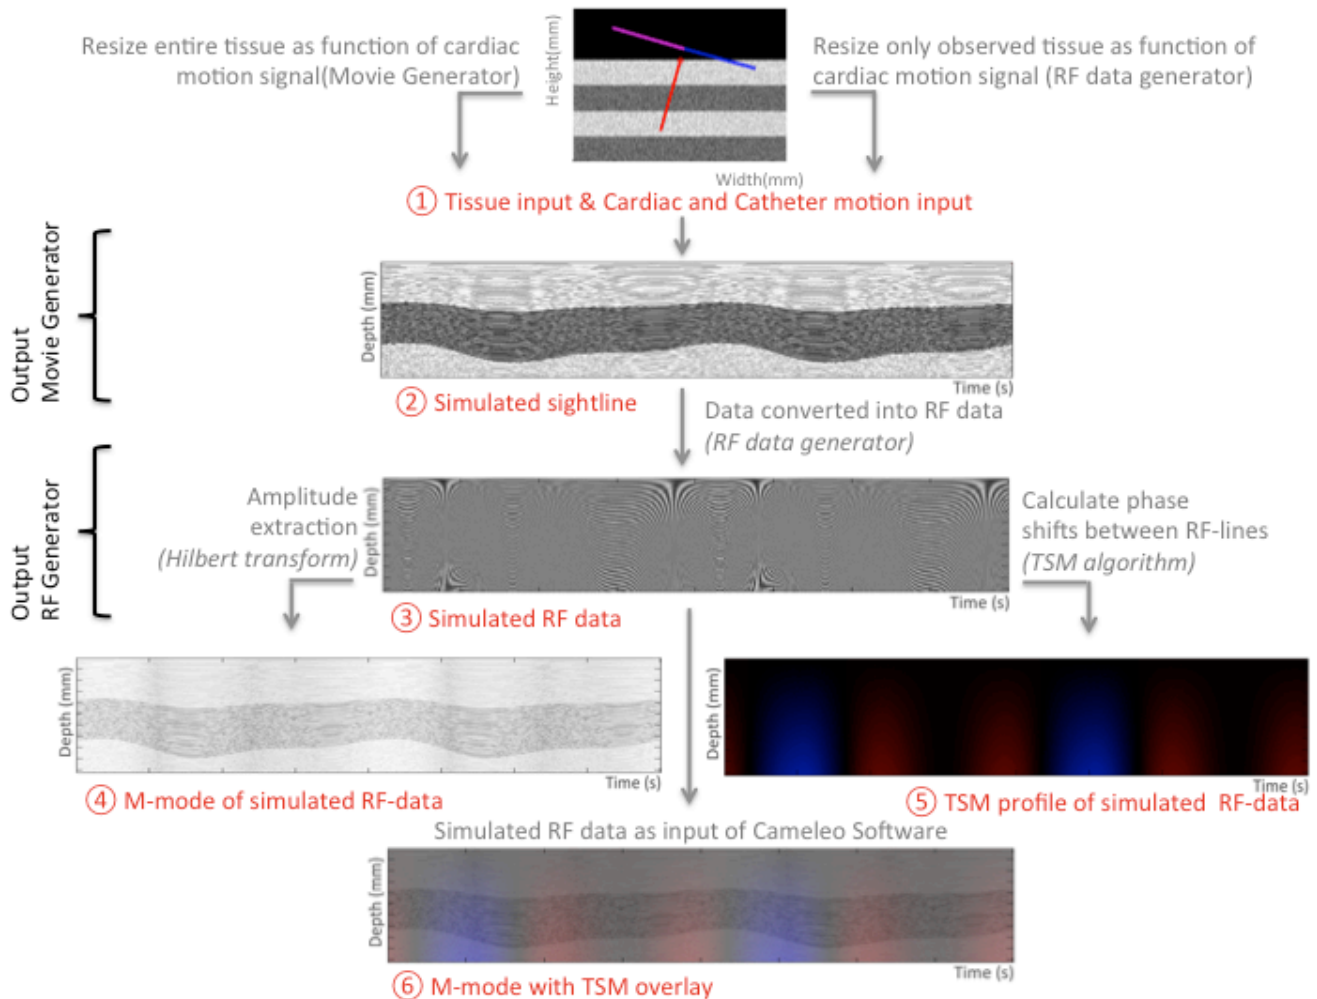 Resize entire tissue as function of cardiac
motion signal(Movie Generator)
Height(mm)
Width(mm)
Resize only observed tissue as function of
cardiac motion signal (RF data generator)
① Tissue input & Cardiac and Catheter motion input
Output
Movie Generator
Depth (mm)
Time (s)
② Simulated sightline
Data converted into RF data
(RF data generator)
Output
RF Generator
Amplitude
extraction
(Hilbert transform)
Depth (mm)
Time (s)
Calculate phase
shifts between RF-lines
(TSM algorithm)
③ Simulated RF data
Depth (mm)
Time (s)
④ M-mode of simulated RF-data
Depth (mm)
Time (s)
⑤ TSM profile of simulated RF-data
Simulated RF data as input of Cameleo Software
Depth (mm)
Time (s)
⑥ M-mode with TSM overlay